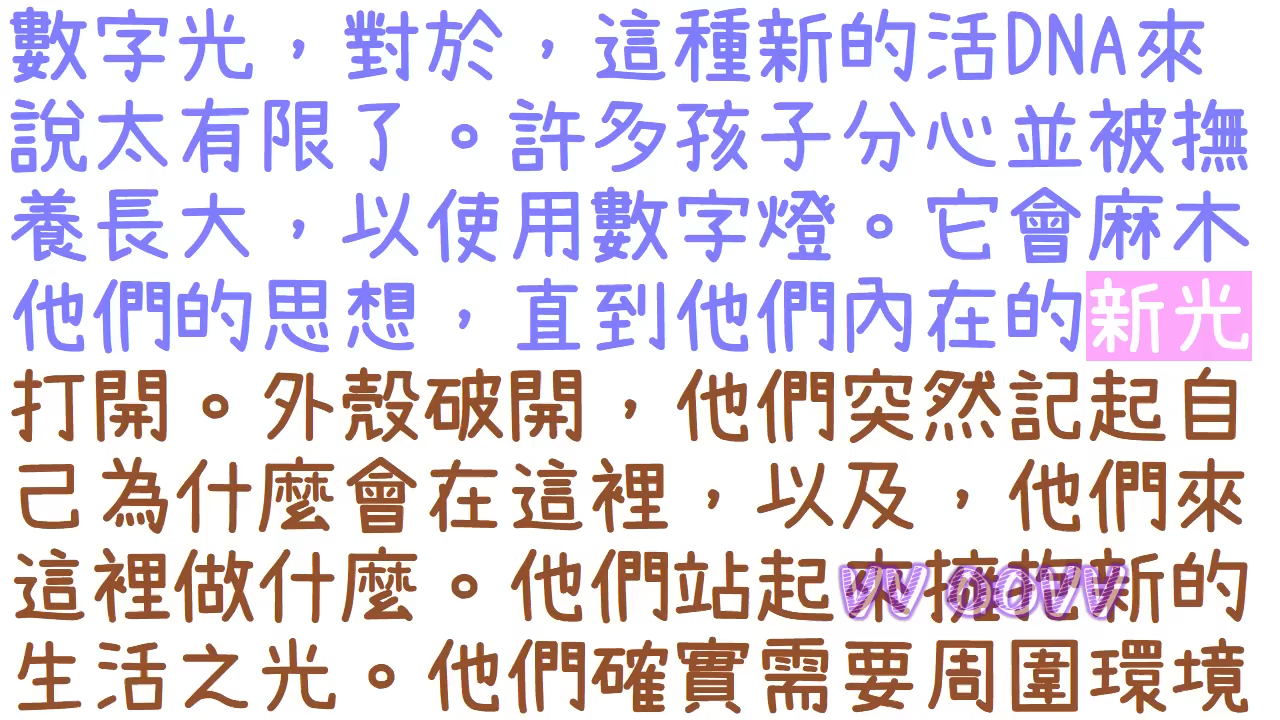 數字光，對於，這種新的活DNA來
說太有限了。許多孩子分心並被撫
養長大，以使用數字燈。它會麻木
他們的思想，直到他們內在的新光
打開。外殼破開，他們突然記起自
己為什麼會在這裡，以及，他們來
這裡做什麼。他們站起來擁抱新的
生活之光。他們確實需要周圍環境
VV OOVV